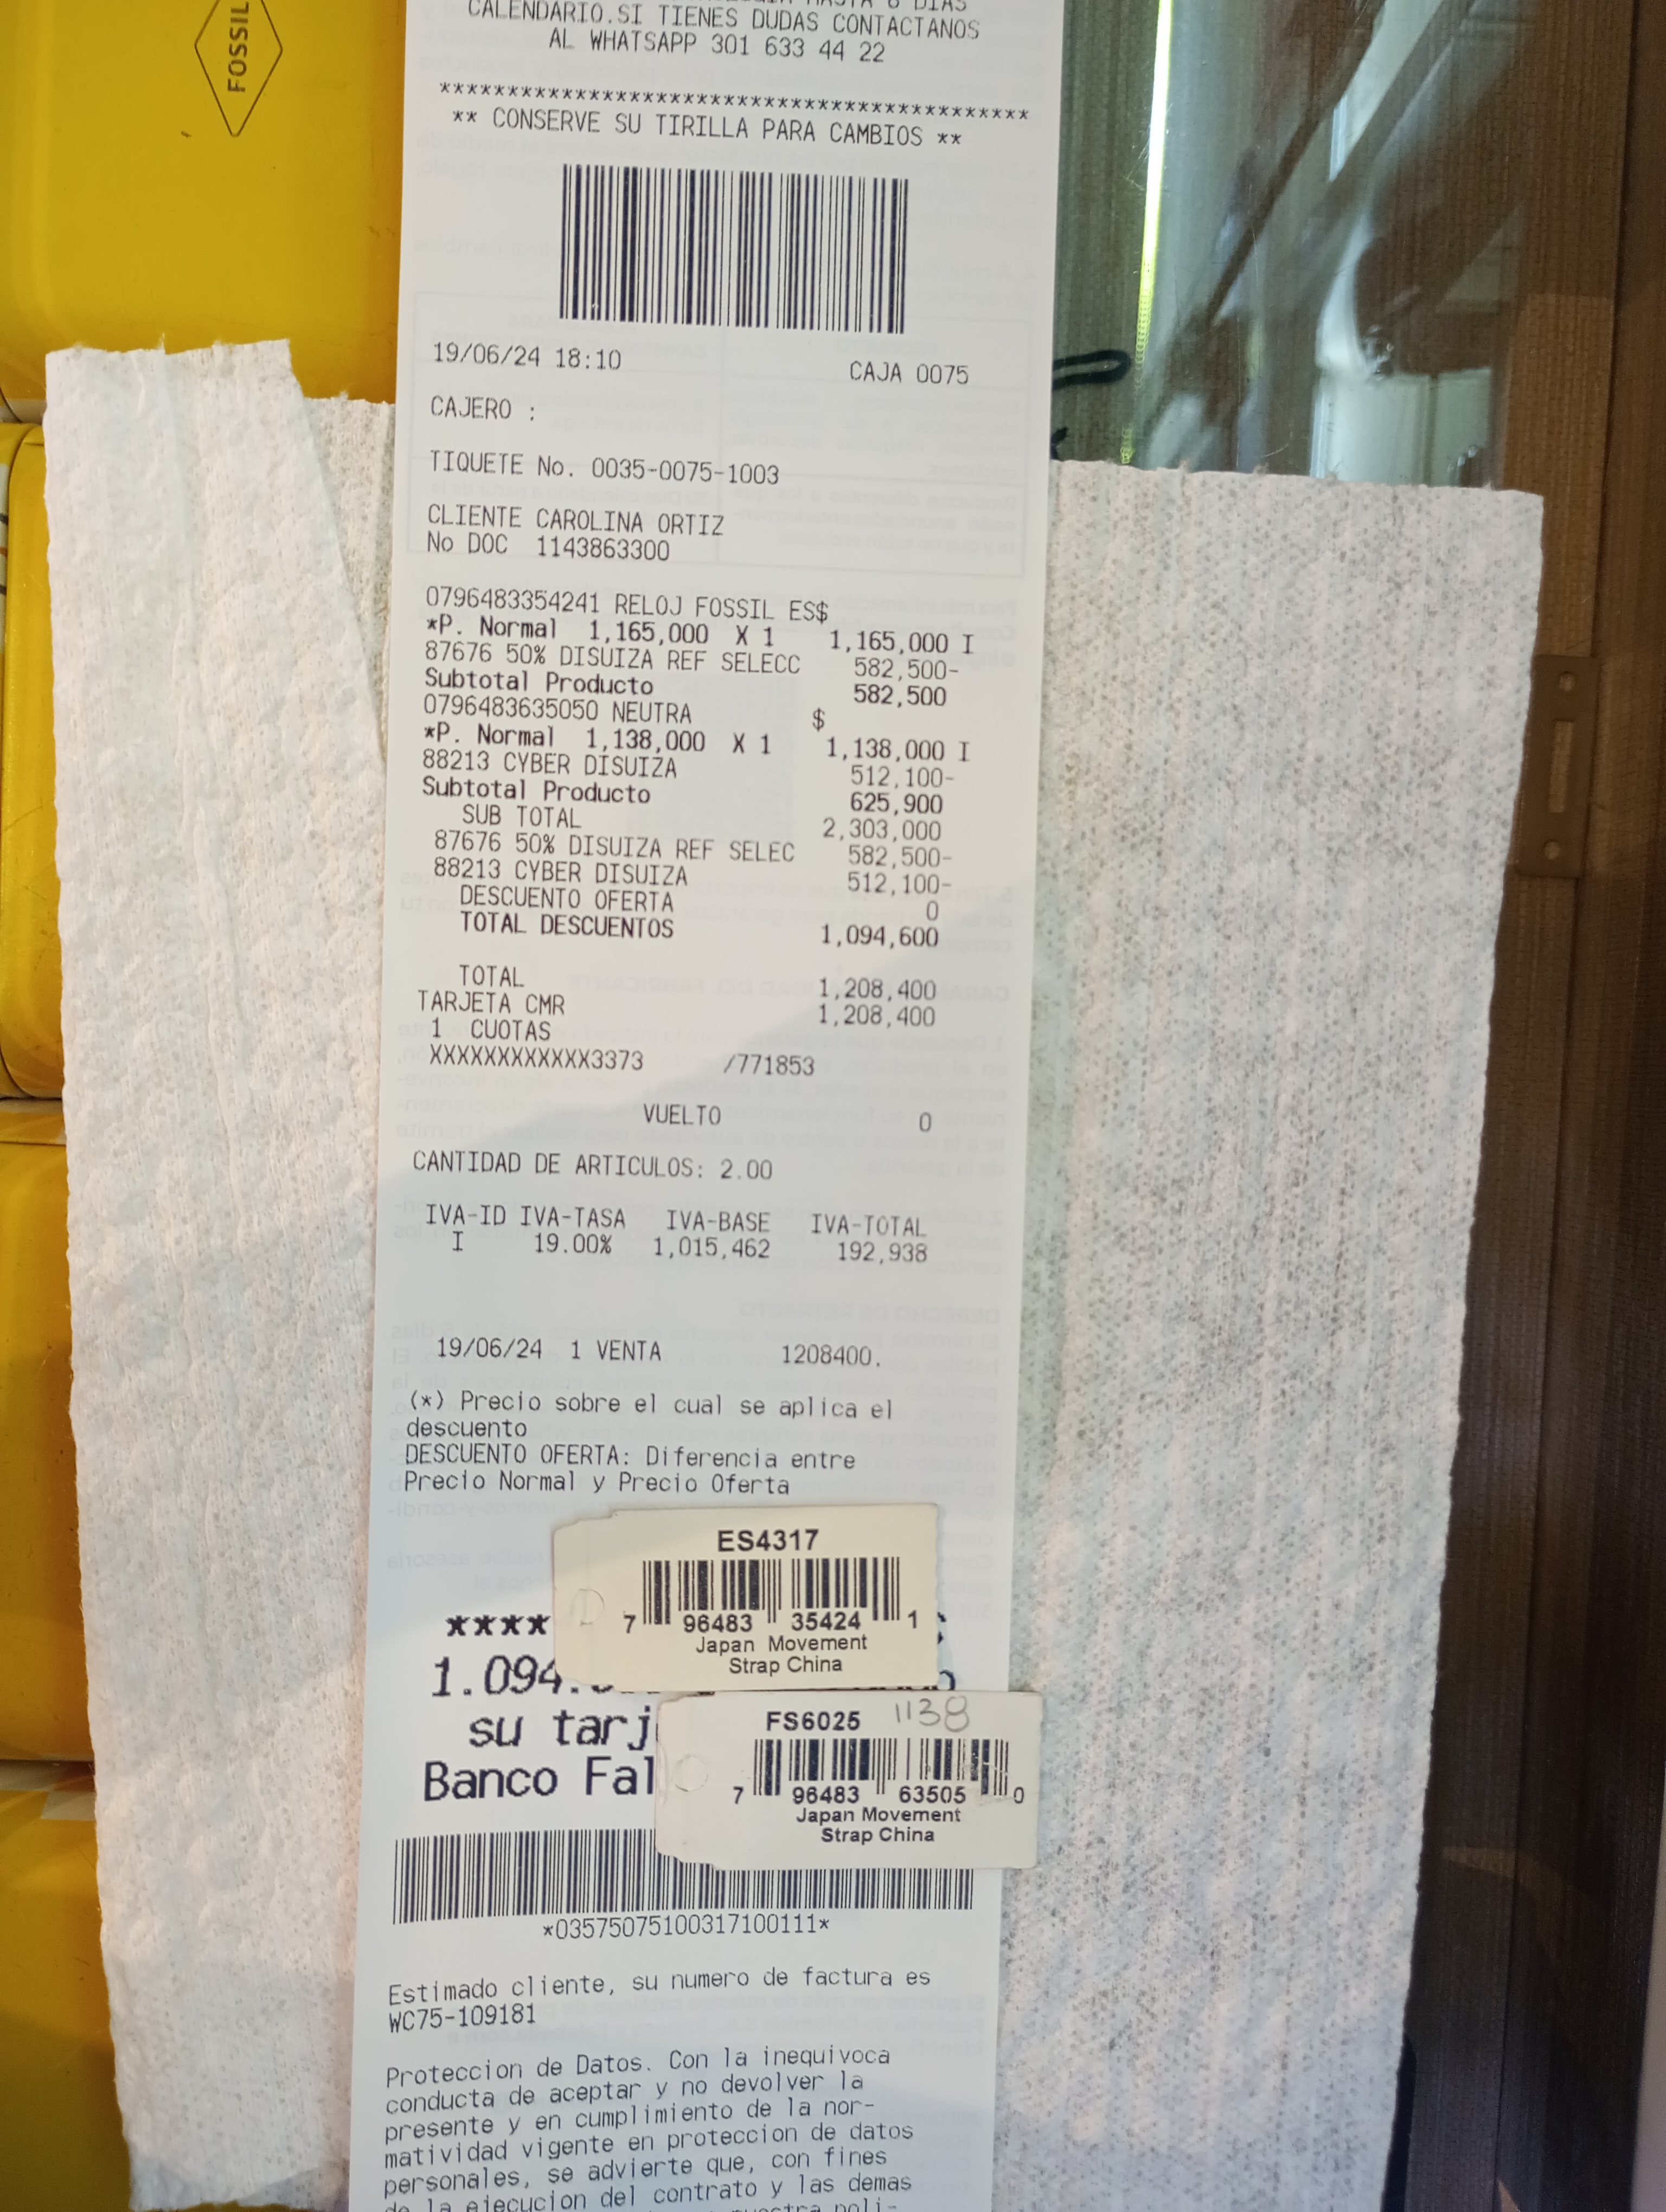 FOSSIL
CALENDARIO.SI TIENES DUDAS CONTACTANOS
AL WHATSAPP 301 633 44 22
*******************************************
** CONSERVE SU TIRILLA PARA CAMBIOS **
19/06/24 18:10 CAJA 0075
CAJERO :
TIQUETE No. 0035-0075-1003
CLIENTE CAROLINA ORTIZ
No DOC 1143863300
0796483354241 RELOJ FOSSIL ES$
*P. Normal 1,165,000 X 1 1,165,000 I
87676 50% DISUIZA REF SELECC 582,500-
Subtotal Producto 582,500
0796483635050 NEUTRA $
*P. Normal 1,138,000 X 1 1,138,000 I
88213 CYBER DISUIZA 512,100-
Subtotal Producto 625,900
SUB TOTAL 2,303,000
87676 50% DISUIZA REF SELEC 582,500-
88213 CYBER DISUIZA 512,100-
DESCUENTO OFERTA 0
TOTAL DESCUENTOS 1,094,600
TOTAL 1,208,400
TARJETA CMR 1,208,400
1 CUOTAS
XXXXXXXXXXXX3373 /771853
VUELTO 0
CANTIDAD DE ARTICULOS: 2.00
IVA-ID IVA-TASA IVA-BASE IVA-TOTAL
I 19.00% 1,015,462 192,938
19/06/24 1 VENTA 1208400.
(*) Precio sobre el cual se aplica el
descuento
DESCUENTO OFERTA: Diferencia entre
Precio Normal y Precio Oferta
ES4317
7 96483 35424 1
Japan Movement
Strap China
****
1.094.
su tarj
Banco Fal
FS6025 1138
7 96483 63505 0
Japan Movement
Strap China
*03575075100317100111*
Estimado cliente, su numero de factura es
WC75-109181
Proteccion de Datos. Con la inequivoca
conducta de aceptar y no devolver la
presente y en cumplimiento de la nor-
matividad vigente en proteccion de datos
personales, se advierte que, con fines
de la ejecucion del contrato y las demas